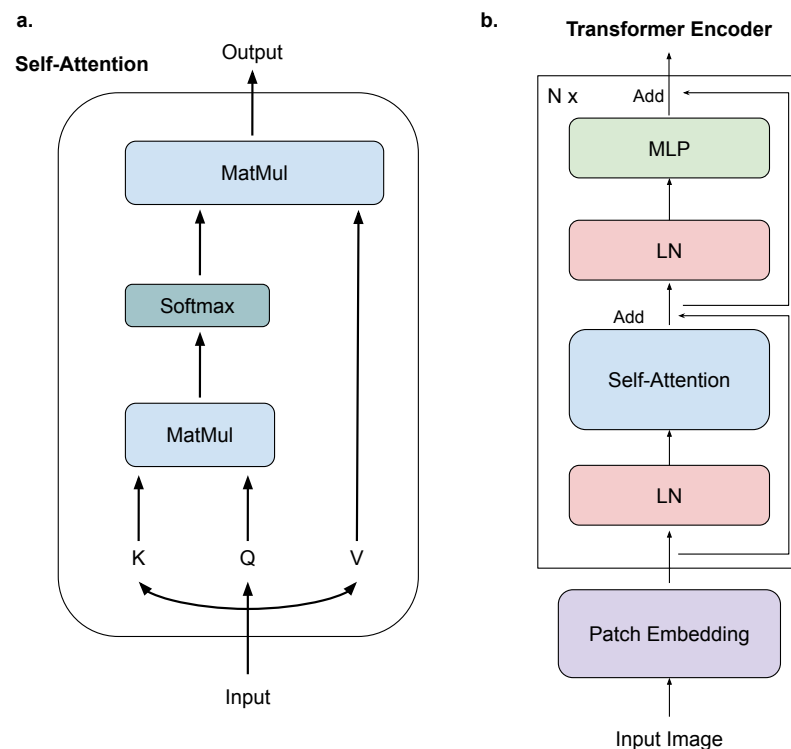 a.
Self-Attention
Output
MatMul
Softmax
MatMul
K Q V
Input
b.
Transformer Encoder
N x
Add
MLP
LN
Add
Self-Attention
LN
Patch Embedding
Input Image